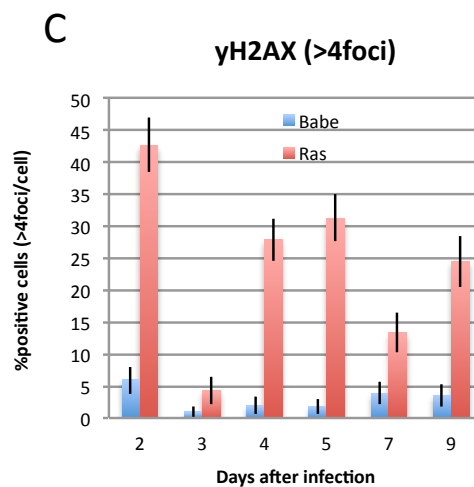 C
yH2AX (>4foci)
%positive cells (>4foci/cell)
50
45
40
35
30
25
20
15
10
5
0
Babe
Ras
2 3 4 5 7 9
Days after infection